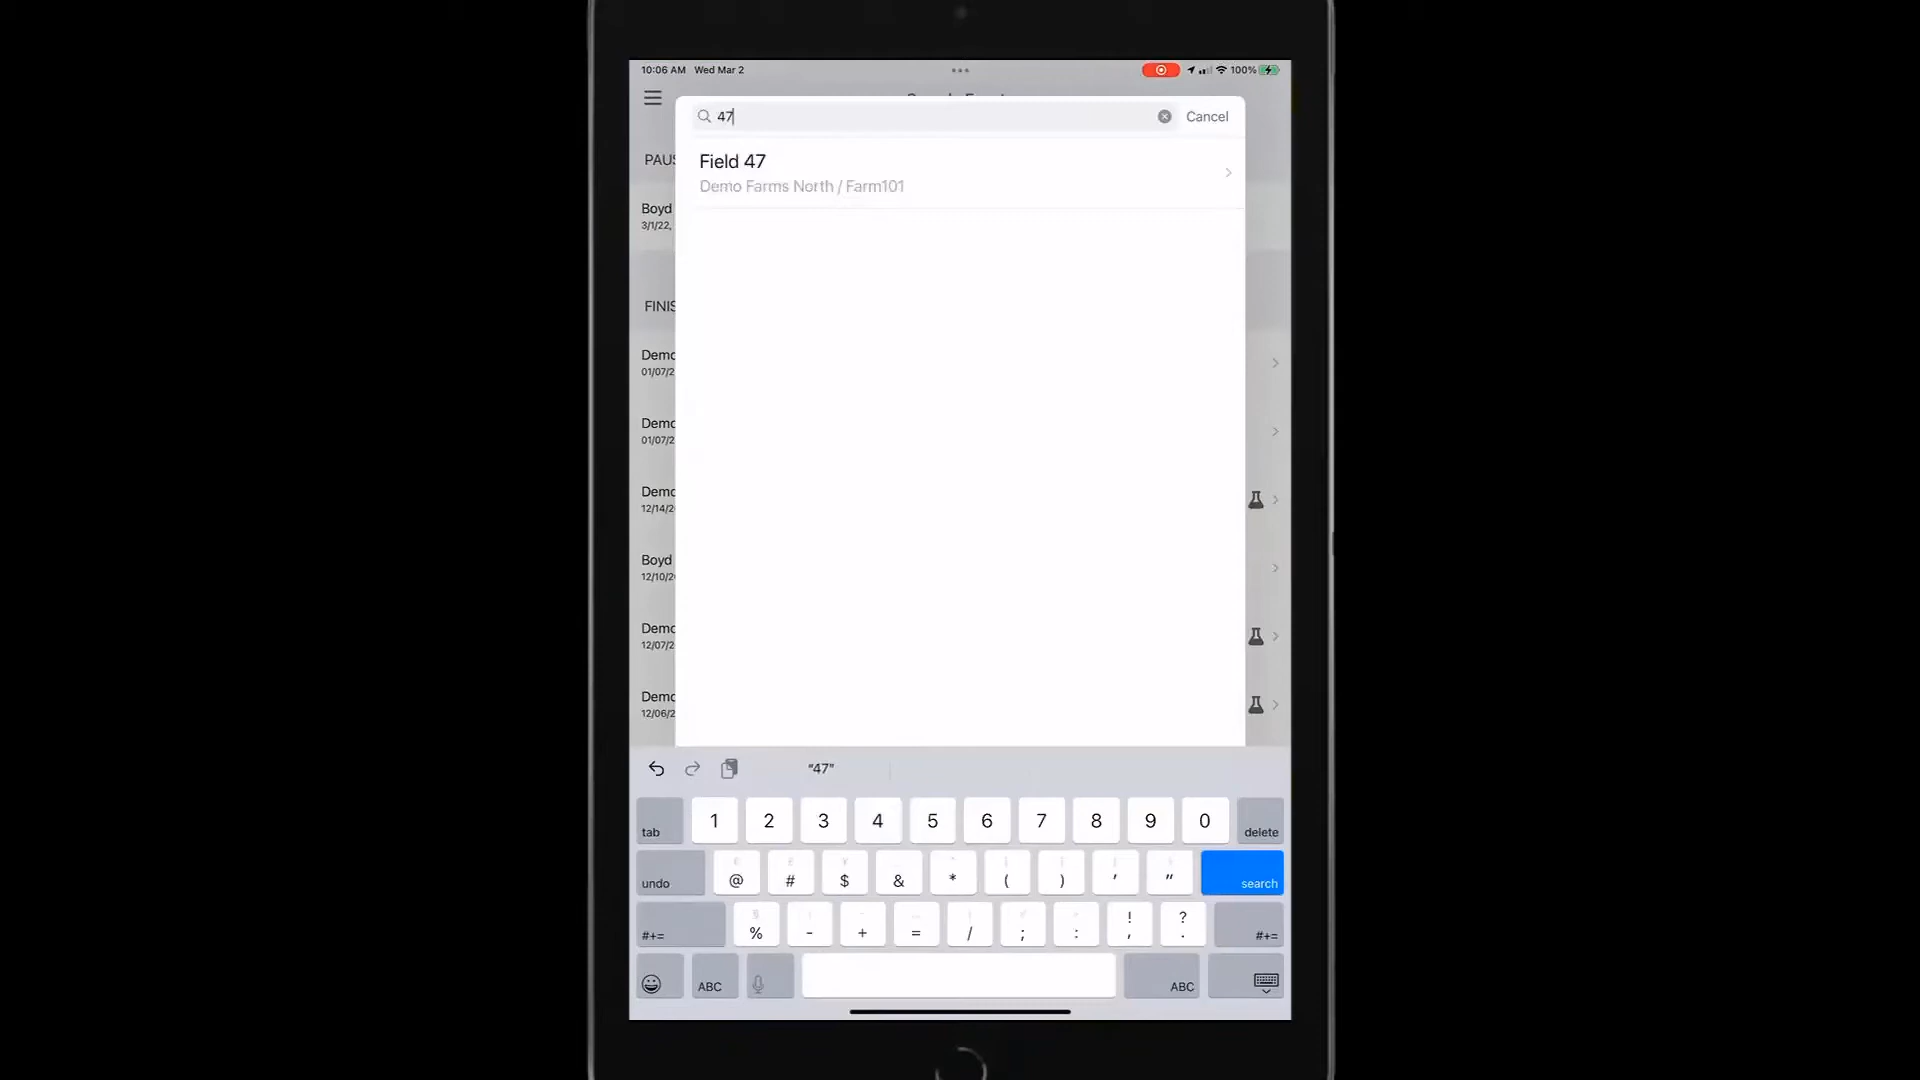 10:06 AM Wed Mar 2
100%
47
Cancel
PAUS
Field 47
Demo Farms North / Farm101
Boyd
3/1/22,
FINIS
Demo
01/07/2
Demo
01/07/2
Demo
12/14/2
Boyd
12/10/2
Demo
12/07/2
Demo
12/06/2
"47"
tab 1 2 3 4 5 6 7 8 9 0 delete
undo @ # $ & * ( ) ' " search
#+= % - + = / ; : ! , ? . #+=
ABC ABC